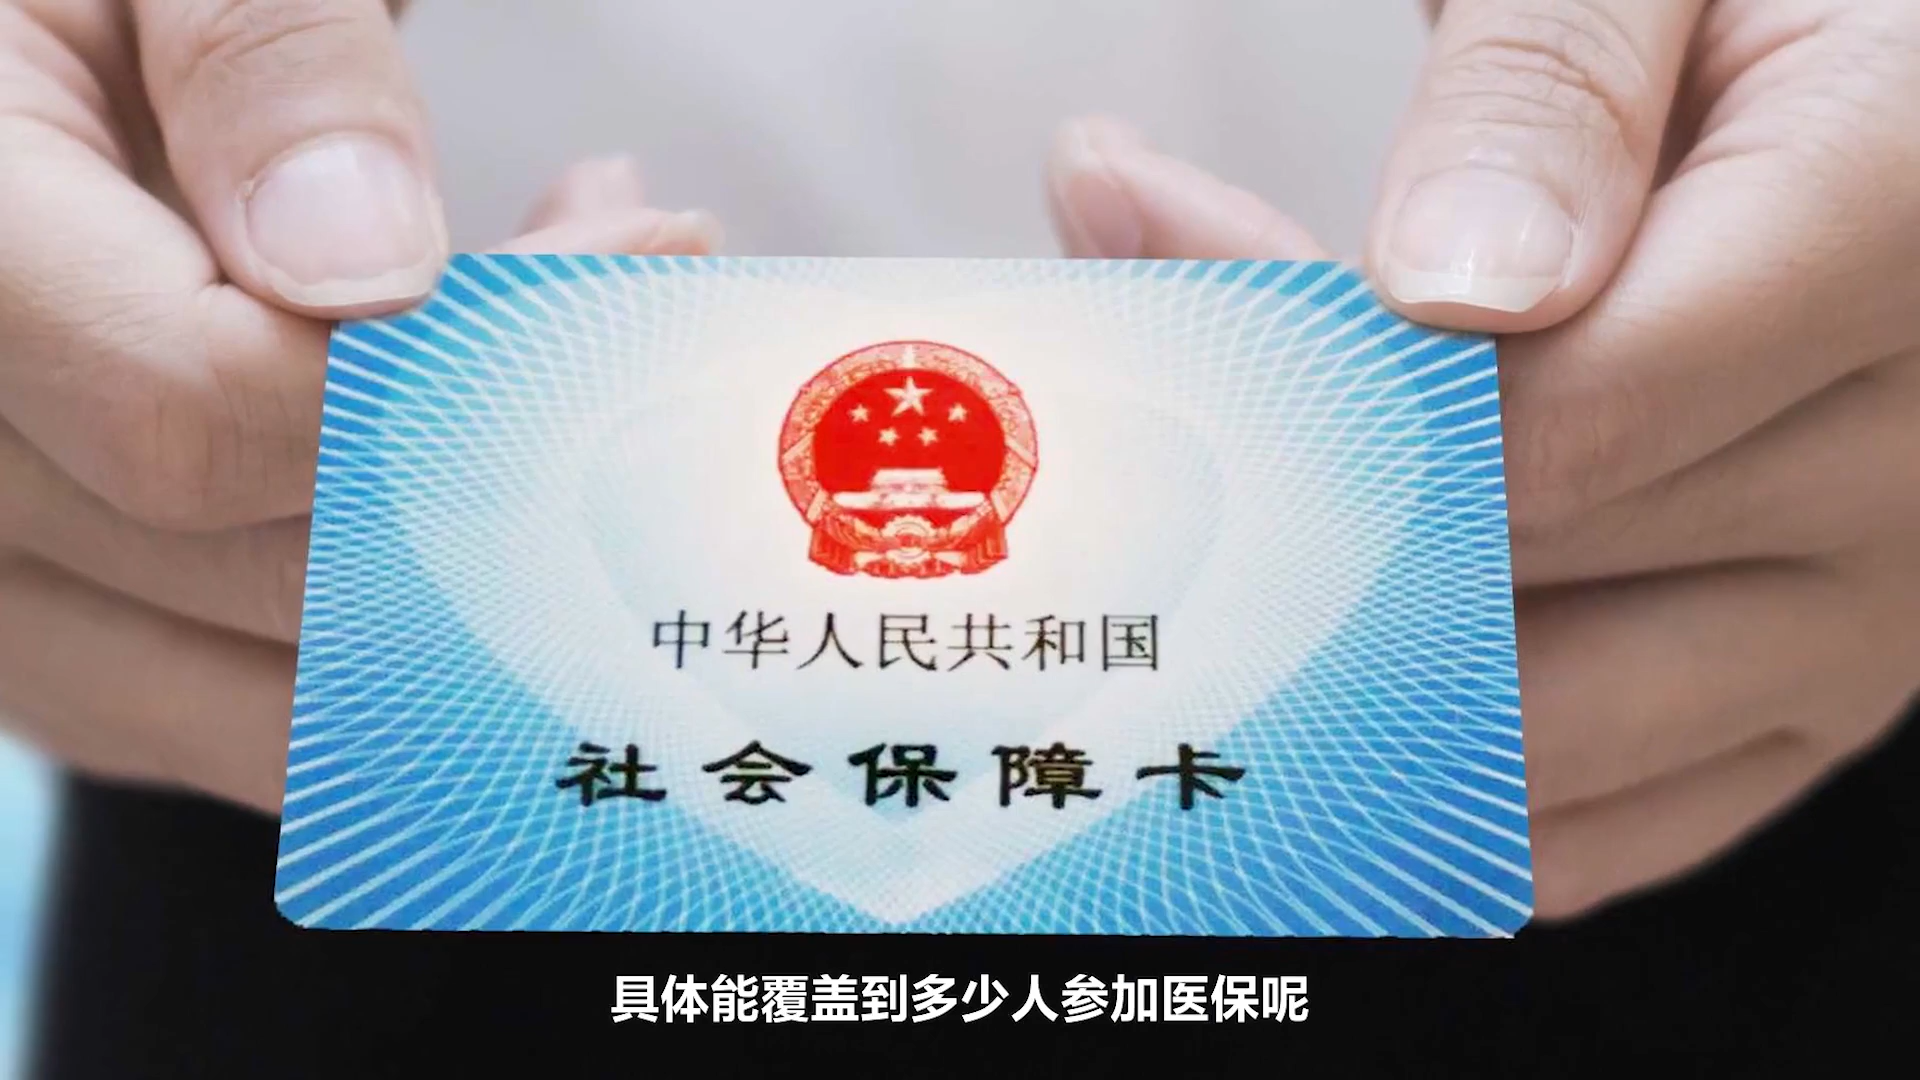 中华人民共和国
社会保障卡
具体能覆盖到多少人参加医保呢